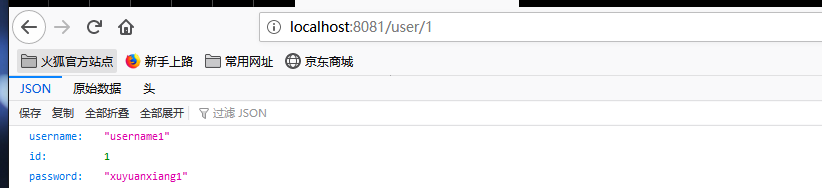 localhost:8081/user/1
火狐官方站点 新手上路 常用网址 京东商城
JSON 原始数据 头
保存 复制 全部折叠 全部展开 过滤 JSON
username: "username1"
id: 1
password: "xuyuanxiang1"